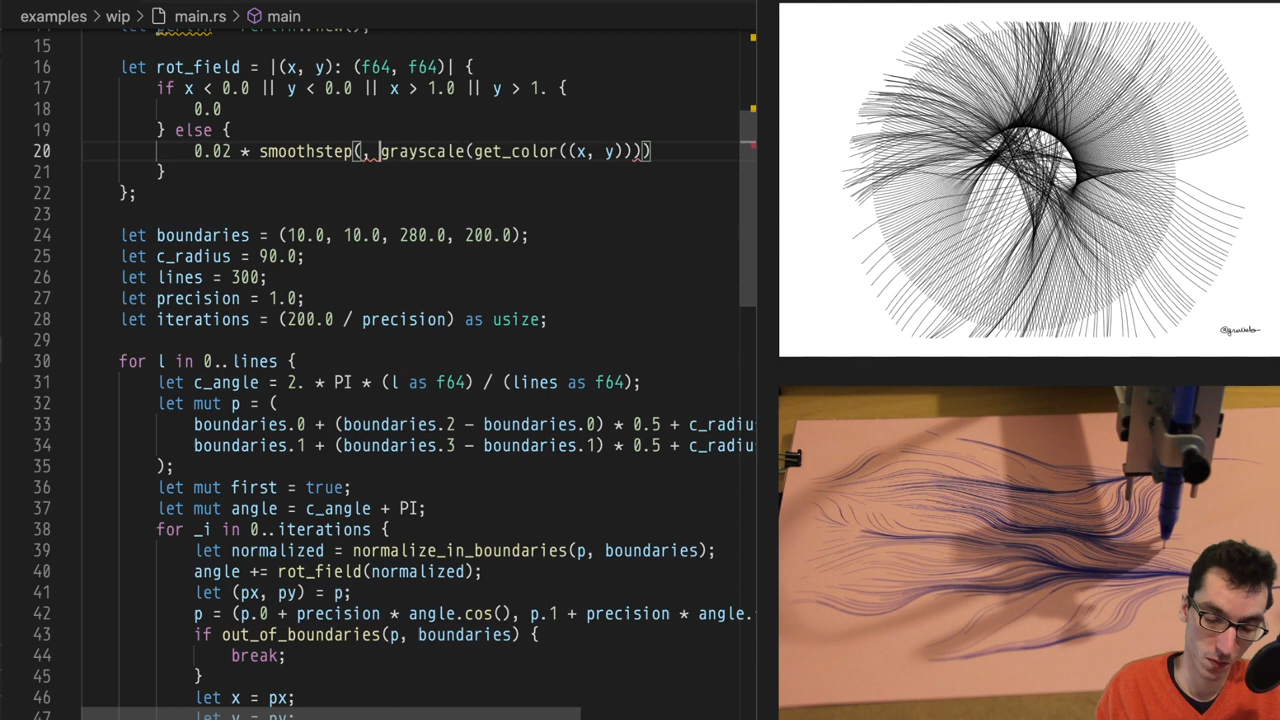 examples > wip > main.rs > main
15
16 let rot_field = |(x, y): (f64, f64)| {
17 if x < 0.0 || y < 0.0 || x > 1.0 || y > 1. {
18 0.0
19 } else {
20 0.02 * smoothstep(, grayscale(get_color((x, y))))
21 }
22 };
23
24 let boundaries = (10.0, 10.0, 280.0, 200.0);
25 let c_radius = 90.0;
26 let lines = 300;
27 let precision = 1.0;
28 let iterations = (200.0 / precision) as usize;
29
30 for l in 0..lines {
31 let c_angle = 2. * PI * (l as f64) / (lines as f64);
32 let mut p = (
33 boundaries.0 + (boundaries.2 - boundaries.0) * 0.5 + c_radiu
34 boundaries.1 + (boundaries.3 - boundaries.1) * 0.5 + c_radiu
35 );
36 let mut first = true;
37 let mut angle = c_angle + PI;
38 for _i in 0..iterations {
39 let normalized = normalize_in_boundaries(p, boundaries);
40 angle += rot_field(normalized);
41 let (px, py) = p;
42 p = (p.0 + precision * angle.cos(), p.1 + precision * angle.
43 if out_of_boundaries(p, boundaries) {
44 break;
45 }
46 let x = px;
47 let y = py;